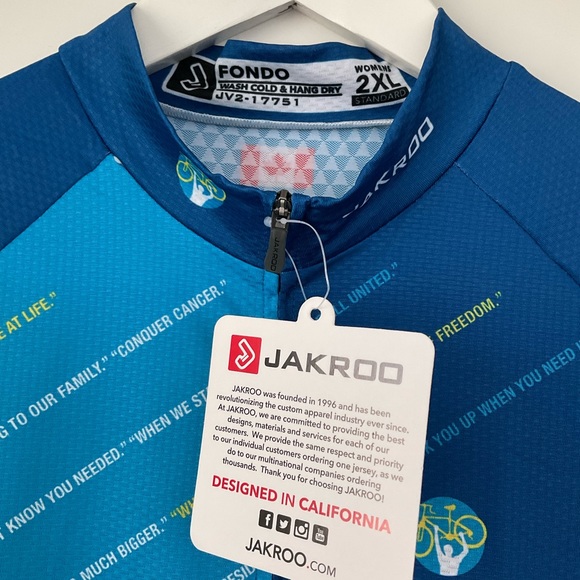 FONDO
WASH COLD & HANG DRY
JV2-17751
WOMENS
2XL
STANDARD
JAKROO
JAKROO
E AT LIFE."
"CONQUER CANCER."
G TO OUR FAMILY."
"WHEN WE ST
T KNOW YOU NEEDED."
S MUCH BIGGER."
LL UNITED."
FREEDOM."
K YOU UP WHEN YOU NEED I
JAKROO
JAKROO was founded in 1996 and has been
revolutionizing the custom apparel industry ever since.
At JAKROO, we are committed to providing the best
designs, materials and services for each of our
customers. We provide the same respect and priority
to our individual customers ordering one jersey, as we
do to our multinational companies ordering
thousands. Thank you for choosing JAKROO!
DESIGNED IN CALIFORNIA
JAKROO.COM